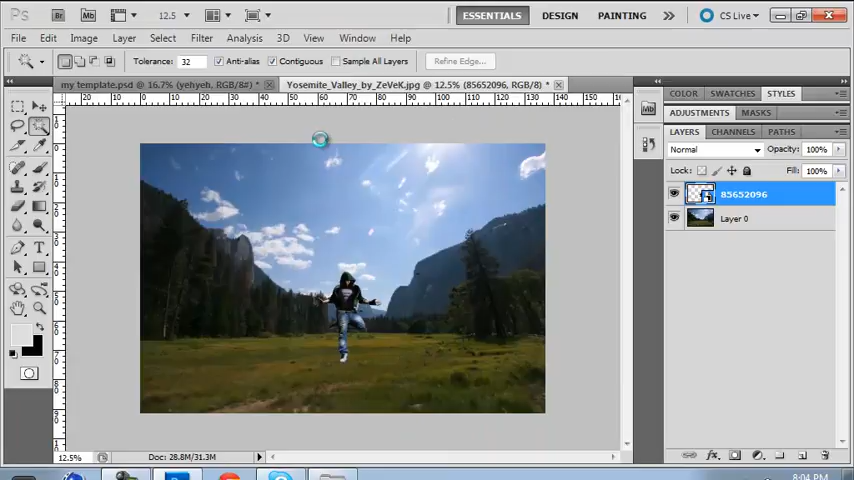 Ps Br Mb 12.5 ESSENTIALS DESIGN PAINTING CS Live
File Edit Image Layer Select Filter Analysis 3D View Window Help
Tolerance: 32 Anti-alias Contiguous Sample All Layers Refine Edge...
my template.psd @ 16.7% (yehyeh, RGB/8#) * Yosemite_Valley_by_ZeVeK.jpg @ 12.5% (85652096, RGB/8) *
COLOR SWATCHES STYLES
ADJUSTMENTS MASKS
LAYERS CHANNELS PATHS
Normal Opacity: 100%
Lock: Fill: 100%
85652096
Layer 0
12.5% Doc: 28.8M/31.3M
8:04 PM